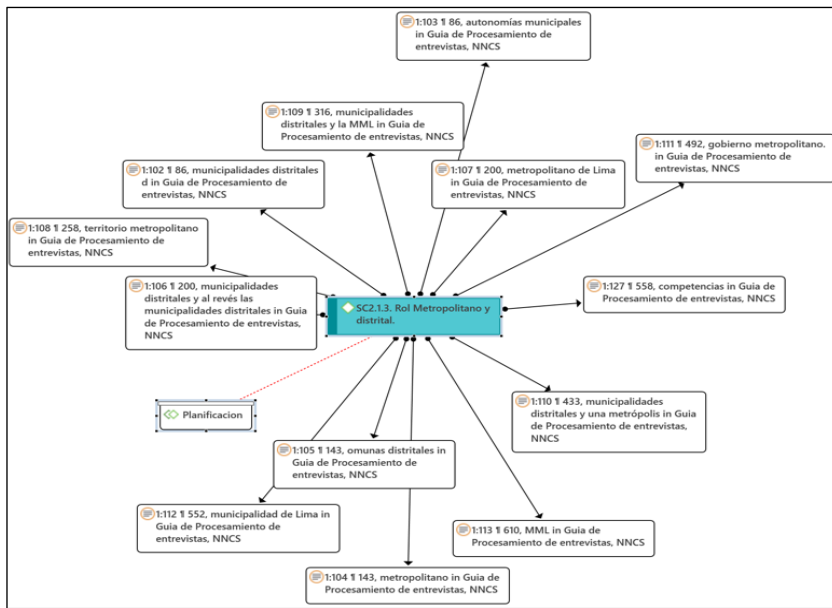 1:103 ¶ 86, autonomías municipales
in Guia de Procesamiento de
entrevistas, NNCS
1:109 ¶ 316, municipalidades
distritales y la MML in Guia de
Procesamiento de entrevistas,
NNCS
1:111 ¶ 492, gobierno metropolitano.
in Guia de Procesamiento de
entrevistas, NNCS
1:102 ¶ 86, municipalidades distritales
d in Guia de Procesamiento de
entrevistas, NNCS
1:107 ¶ 200, metropolitano de Lima
in Guia de Procesamiento de
entrevistas, NNCS
1:108 ¶ 258, territorio metropolitano
in Guia de Procesamiento de
entrevistas, NNCS
1:106 ¶ 200, municipalidades
distritales y al revés las
municipalidades distritales in Guia
de Procesamiento de entrevistas,
NNCS
1:127 ¶ 558, competencias in Guia de
Procesamiento de entrevistas, NNCS
SC2.1.3. Rol Metropolitano y
distrital.
Planificacion
1:110 ¶ 433, municipalidades
distritales y una metrópolis in Guia
de Procesamiento de entrevistas,
NNCS
1:105 ¶ 143, omunas distritales in
Guia de Procesamiento de
entrevistas, NNCS
1:112 ¶ 552, municipalidad de Lima in
Guia de Procesamiento de
entrevistas, NNCS
1:113 ¶ 610, MML in Guia de
Procesamiento de entrevistas, NNCS
1:104 ¶ 143, metropolitano in Guia de
Procesamiento de entrevistas, NNCS